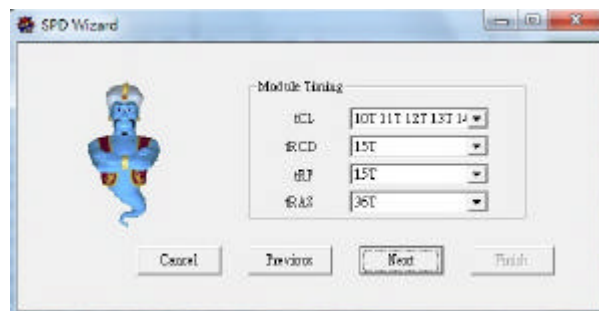 SPD Wizard
Module Timing
tCL 10T 11T 12T 13T 14
tRCD 15T
tRP 15T
tRAS 36T
Cancel Previous Next Finish